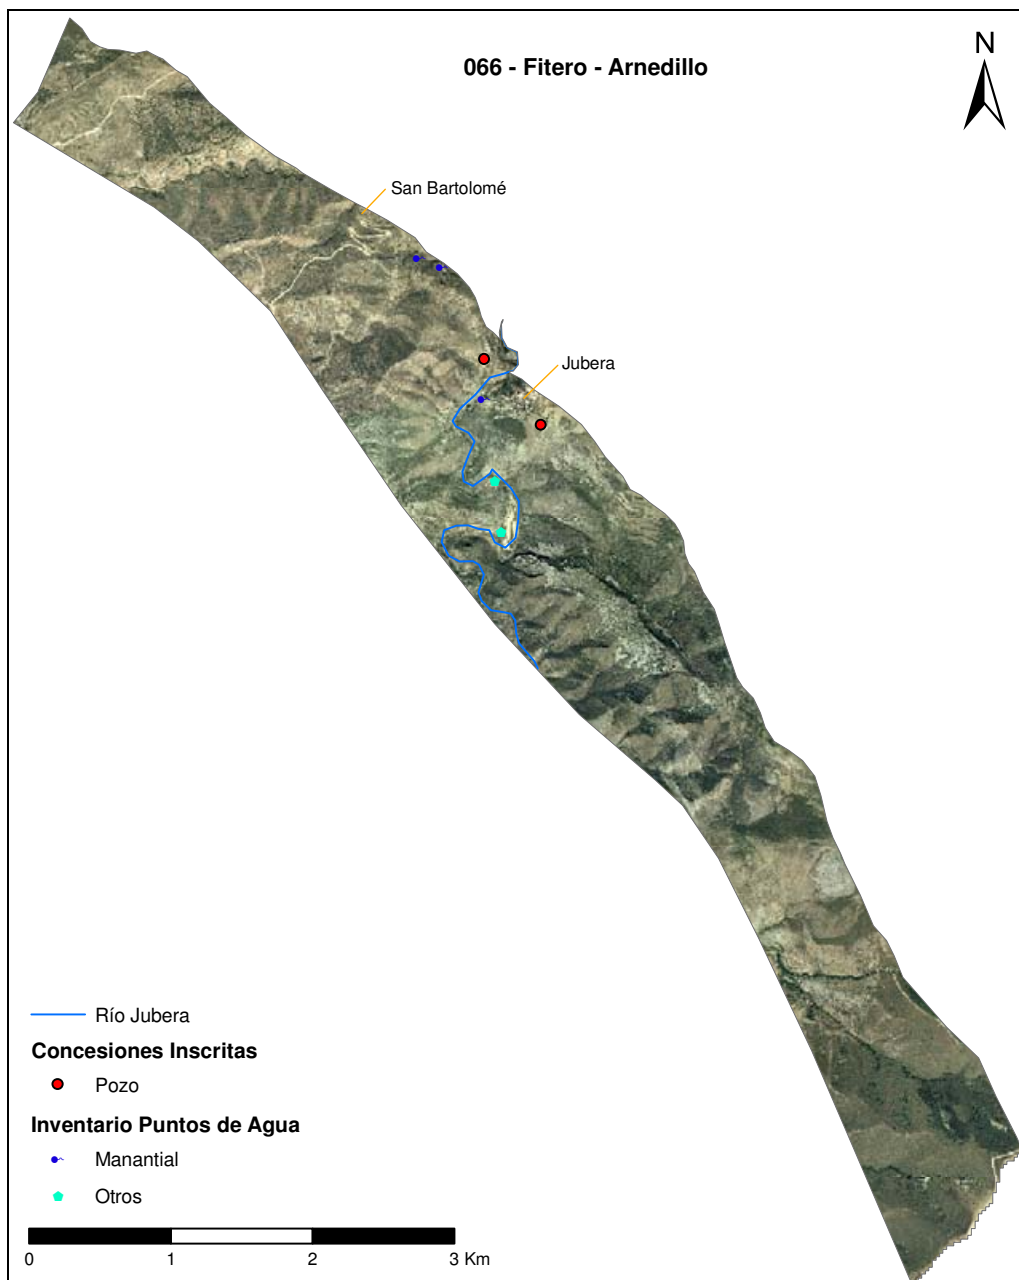 066 - Fitero - Arnedillo
N
San Bartolomé
Jubera
Río Jubera
Concesiones Inscritas
Pozo
Inventario Puntos de Agua
Manantial
Otros
0 1 2 3 Km